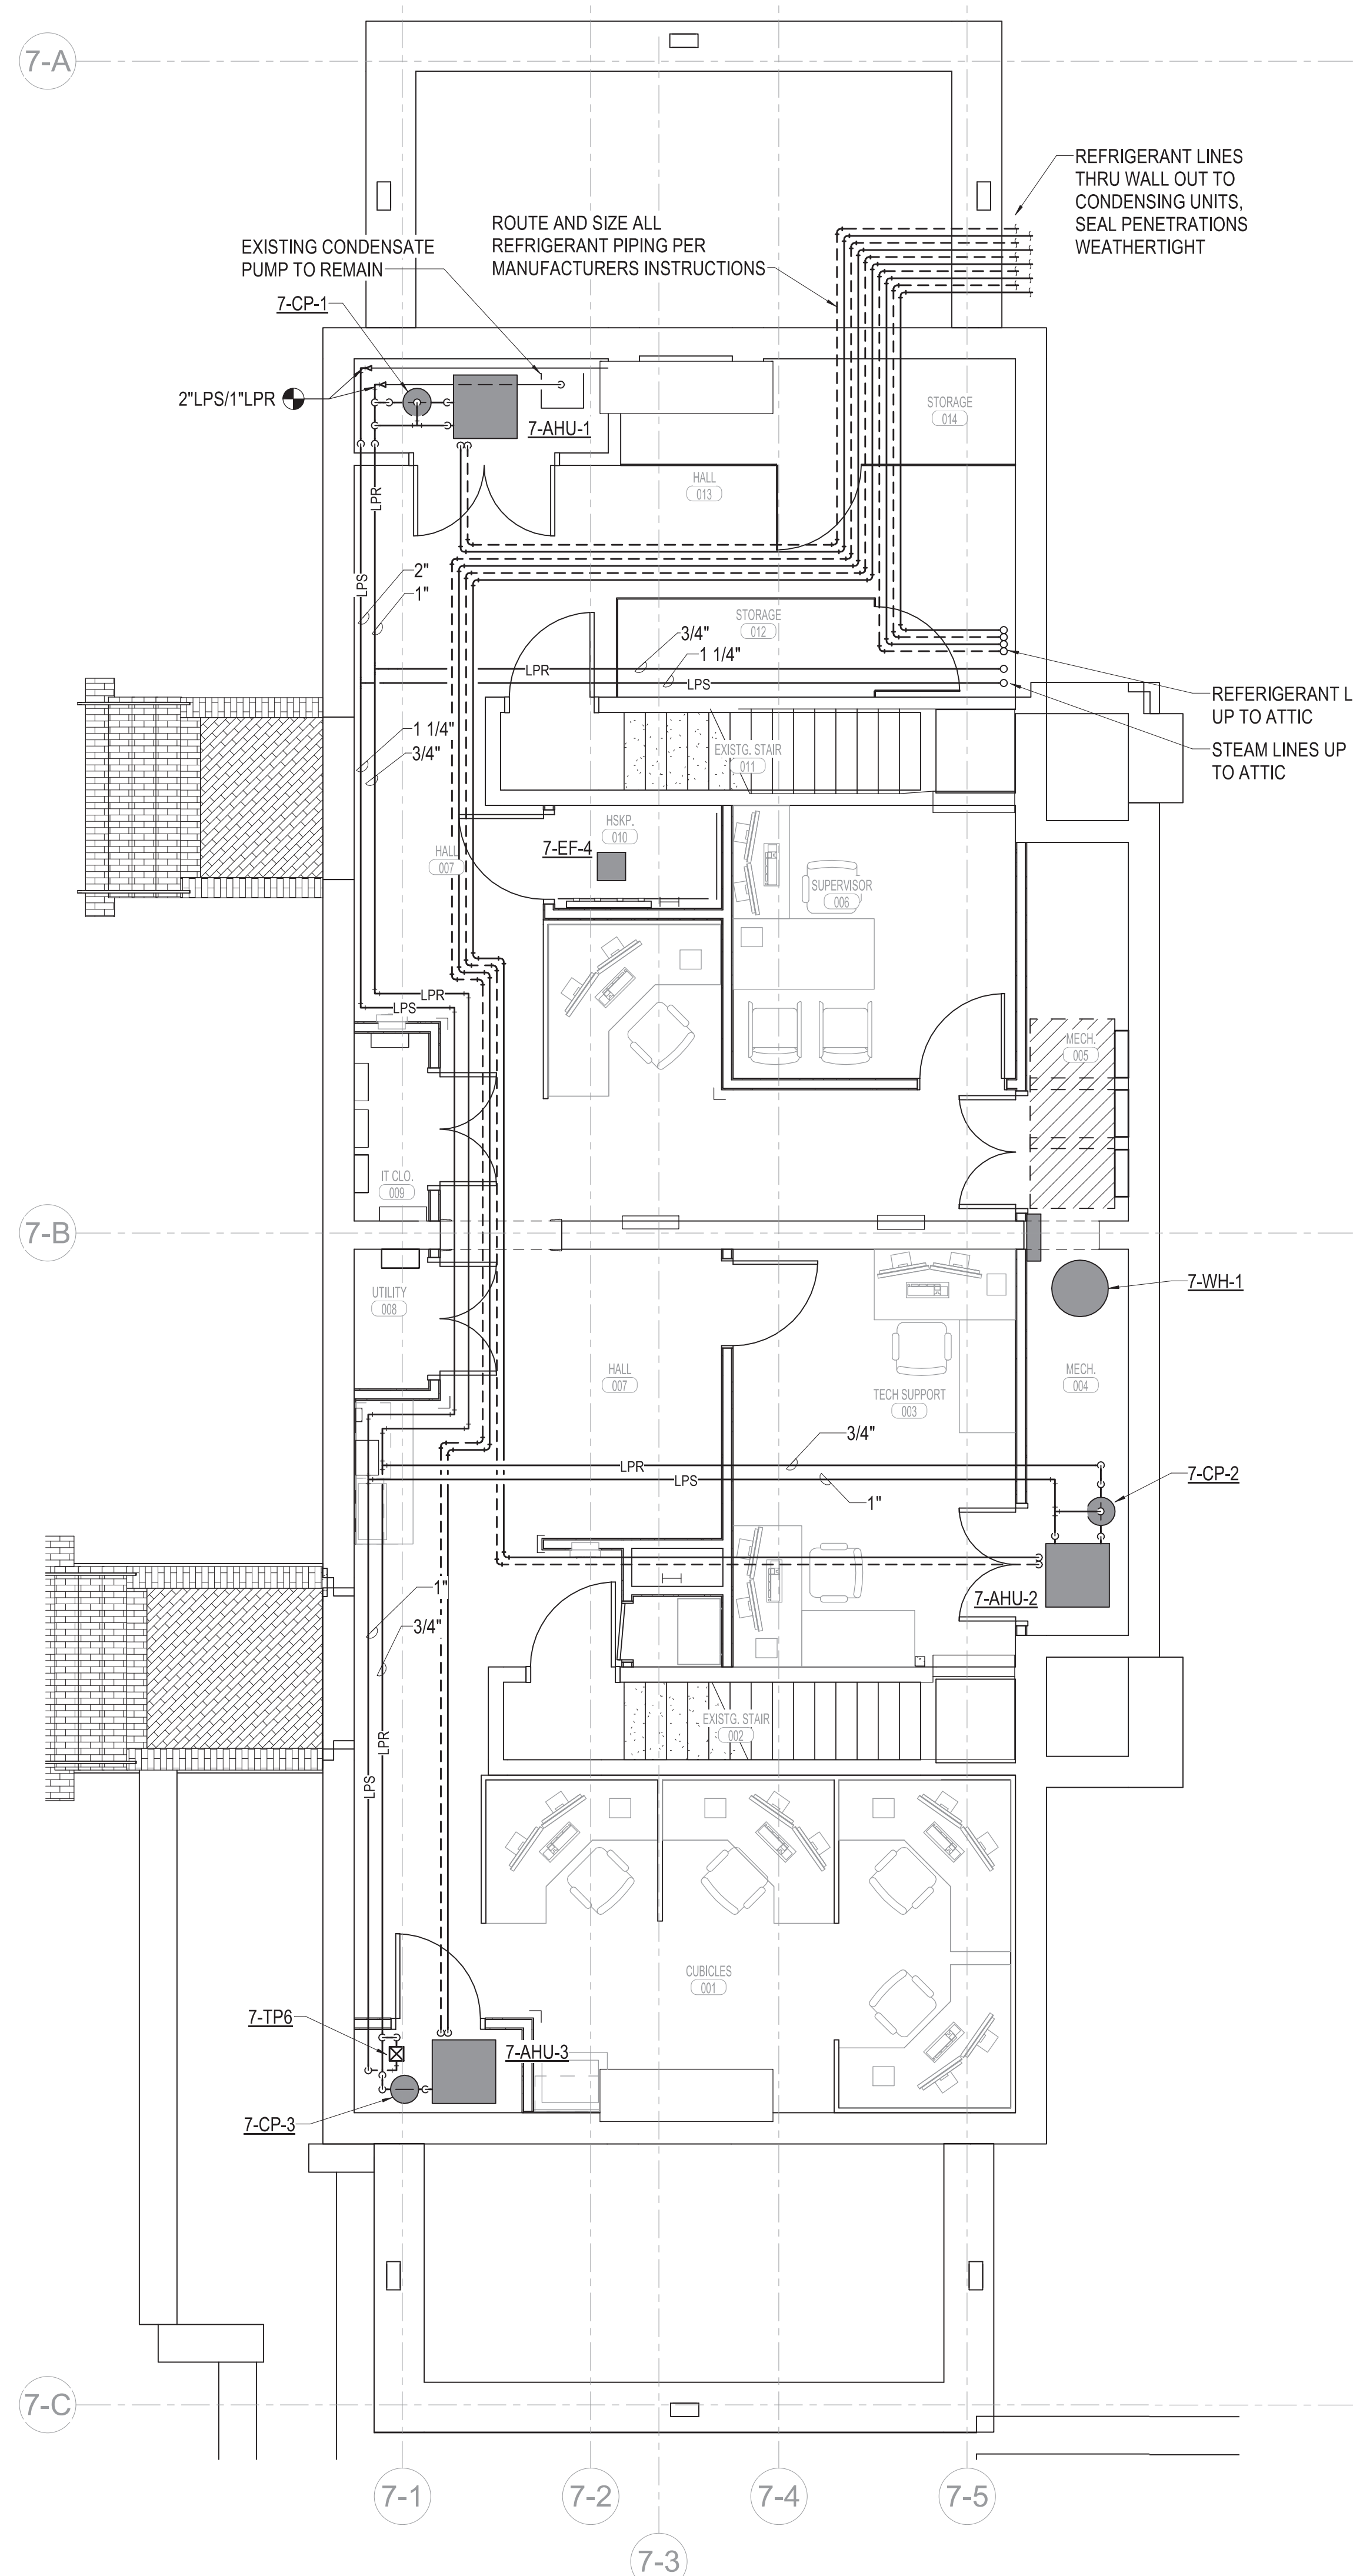 7-A
REFRIGERANT LINES
THRU WALL OUT TO
CONDENSING UNITS,
SEAL PENETRATIONS
WEATHERTIGHT
ROUTE AND SIZE ALL
REFRIGERANT PIPING PER
MANUFACTURERS INSTRUCTIONS
EXISTING CONDENSATE
PUMP TO REMAIN
7-CP-1
2"LPS/1"LPR
7-AHU-1
STORAGE
014
HALL
013
LPR
LPS
2"
1"
STORAGE
012
3/4"
1 1/4"
LPR
LPS
REFERIGERANT L
UP TO ATTIC
STEAM LINES UP
TO ATTIC
1 1/4"
3/4"
EXISTG. STAIR
011
HSKP.
010
7-EF-4
HALL
007
SUPERVISOR
006
LPR
LPS
MECH.
005
IT CLO.
009
7-B
UTILITY
008
7-WH-1
HALL
007
MECH.
004
TECH SUPPORT
003
3/4"
LPR
LPS
1"
7-CP-2
7-AHU-2
1"
3/4"
EXISTG. STAIR
002
LPR
LPS
CUBICLES
001
7-TP6
7-AHU-3
7-CP-3
7-C
7-1
7-2
7-4
7-5
7-3